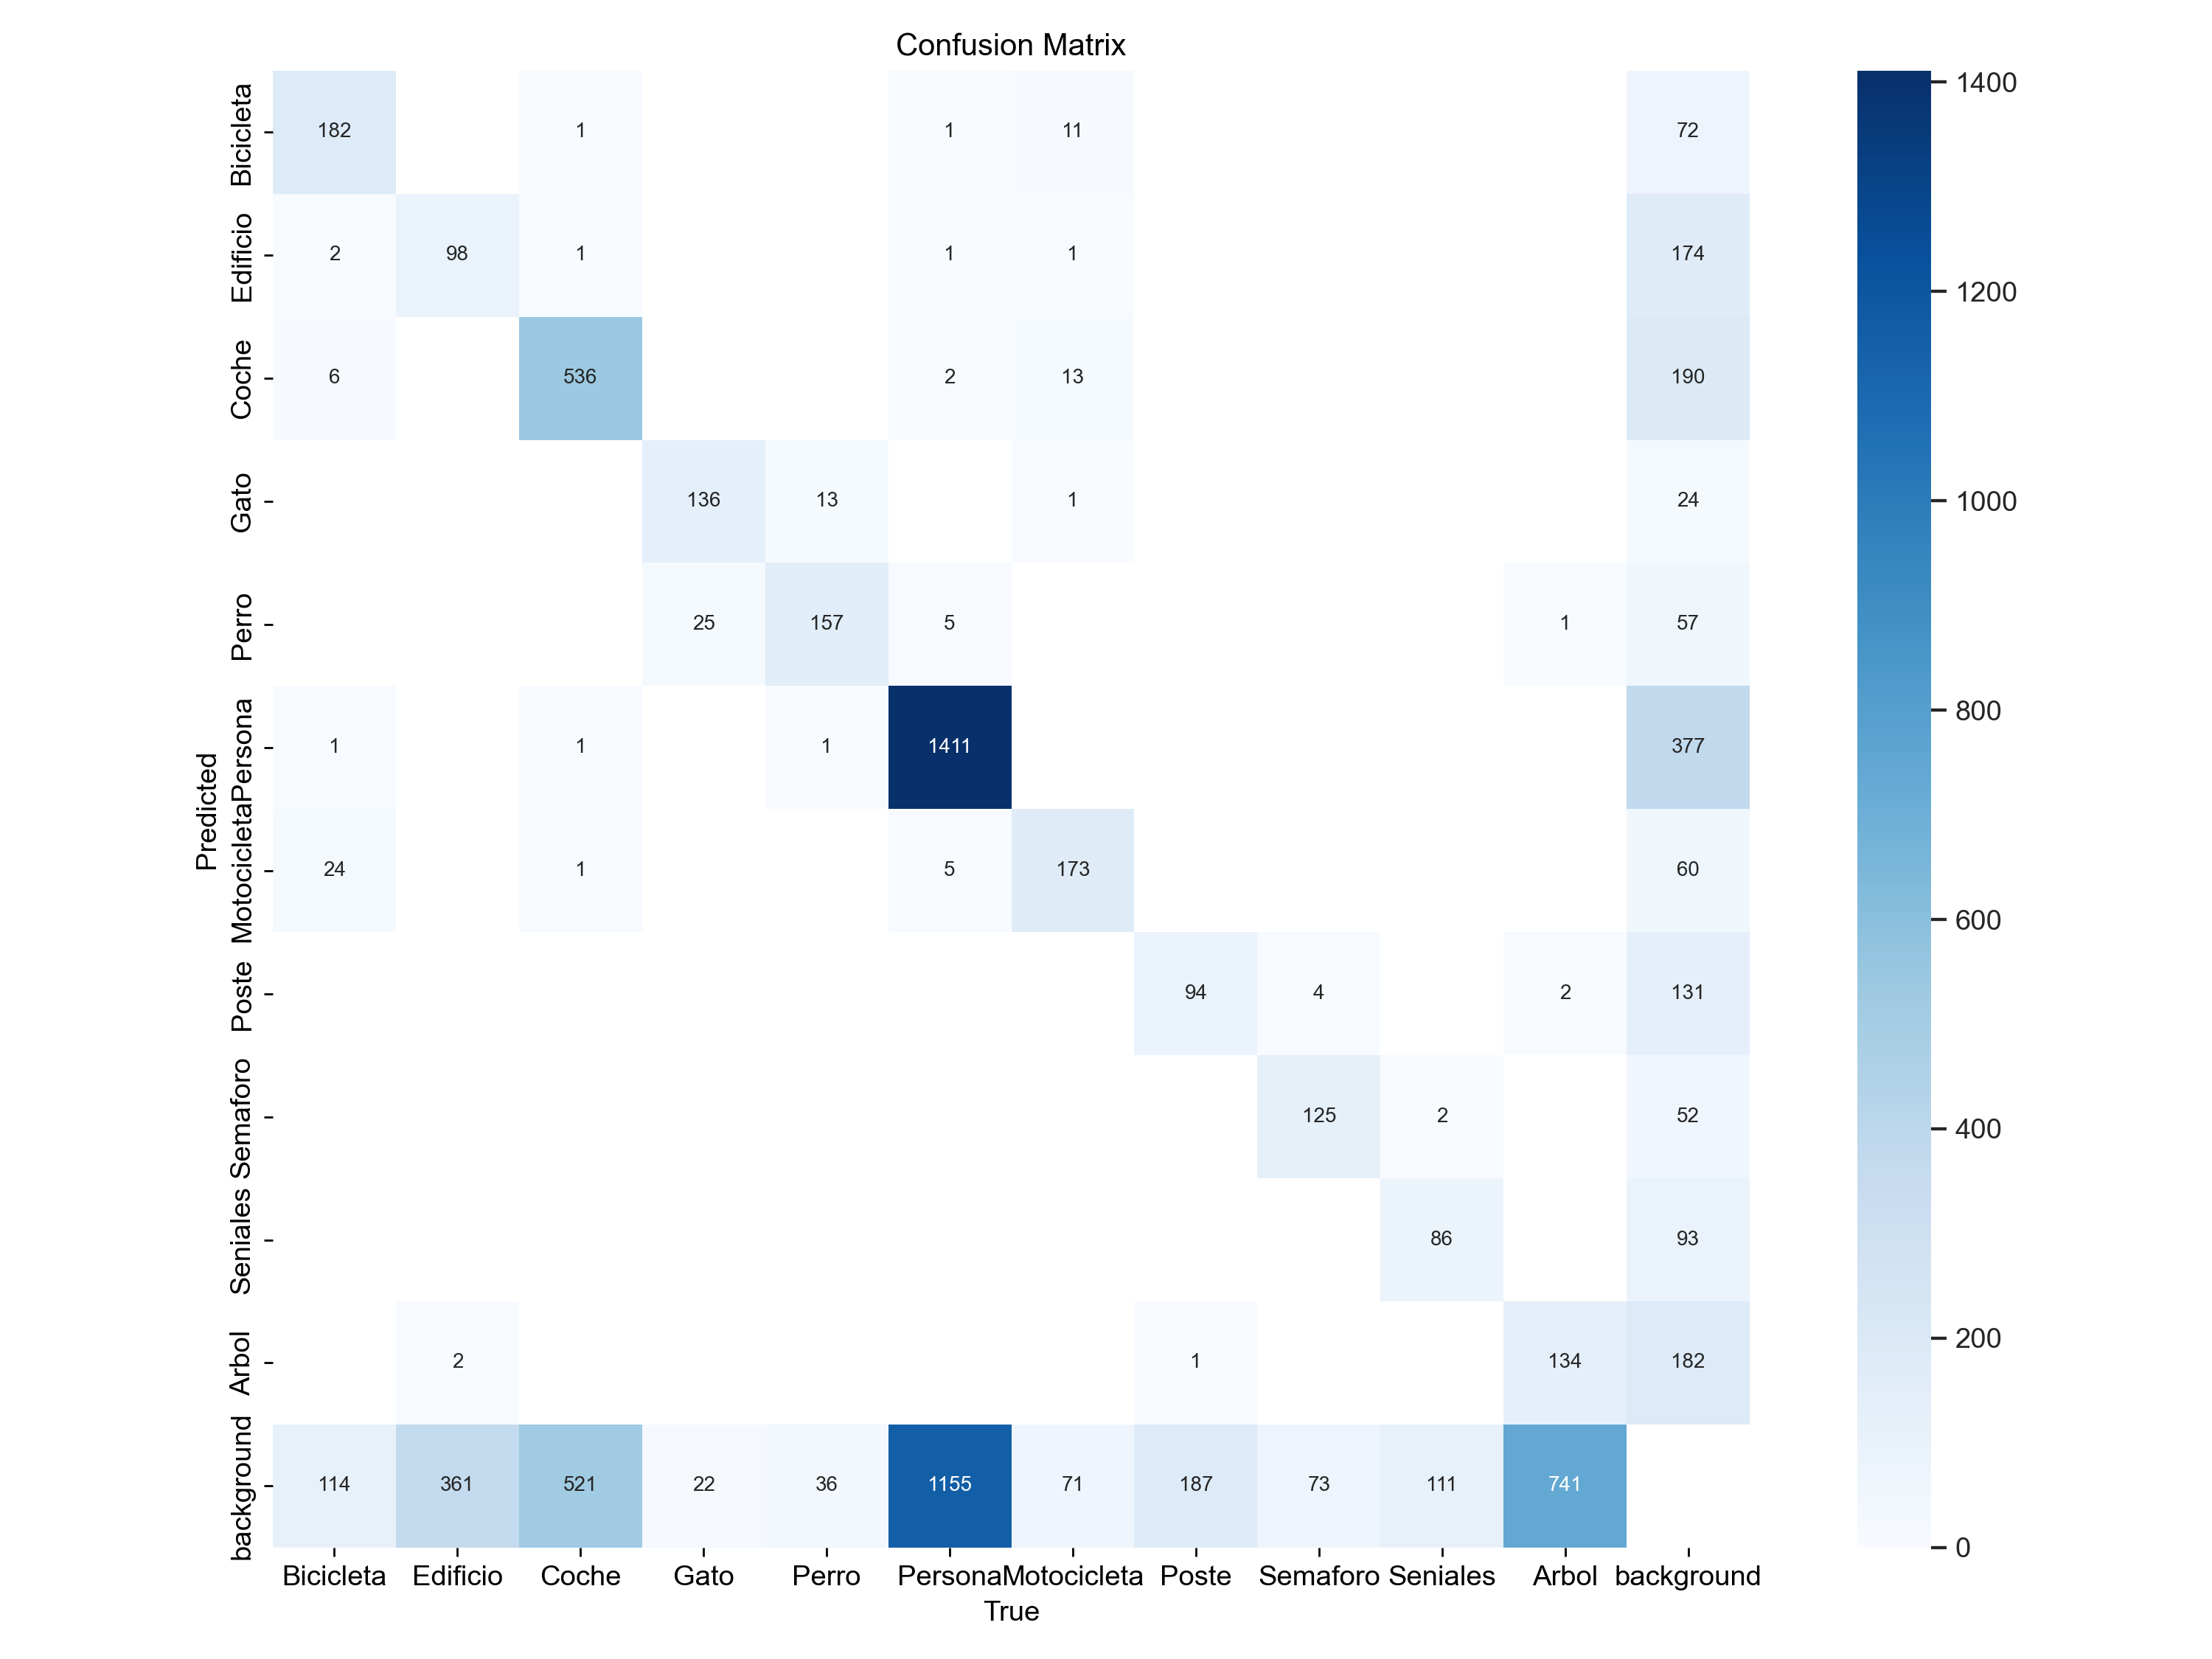 Confusion Matrix
Bicicleta 182 1 1 11 72
Edificio 2 98 1 1 1 174
Coche 6 536 2 13 190
Gato 136 13 1 24
Perro 25 157 5 1 57
Persona 1 1 1 1411 377
Motocicleta 24 1 5 173 60
Poste 94 4 2 131
Semaforo 125 2 52
Seniales 86 93
Arbol 2 1 134 182
background 114 361 521 22 36 1155 71 187 73 111 741
Bicicleta Edificio Coche Gato Perro Persona Motocicleta Poste Semaforo Seniales Arbol background
True
Predicted
1400
1200
1000
800
600
400
200
0